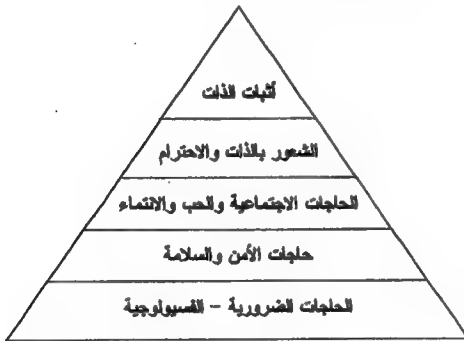 أثبات الذات
الشعور بالذات والاحترام
الحاجات الاجتماعية والحب والانتماء
حاجات الأمن والسلامة
الحاجات الضرورية - الفسيولوجية